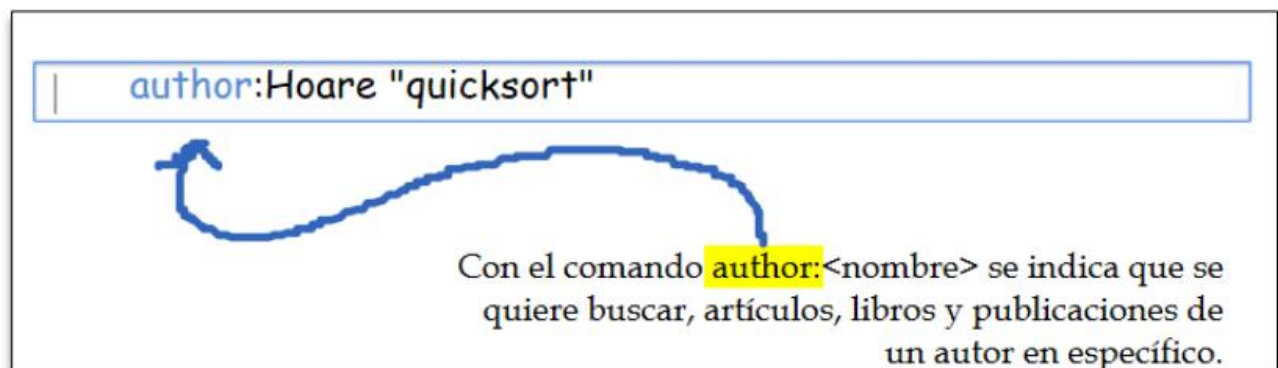 author:Hoare "quicksort"
Con el comando author:<nombre> se indica que se
quiere buscar, artículos, libros y publicaciones de
un autor en específico.